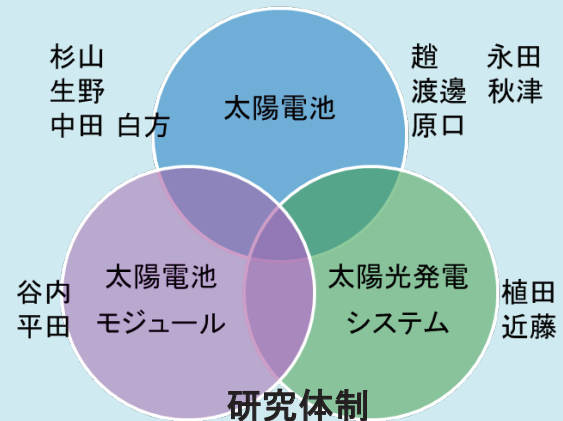 杉山
生野
中田 白方
趙 永田
渡邊 秋津
原口
太陽電池
太陽電池
モジュール
太陽光発電
システム
谷内
平田
植田
近藤
研究体制